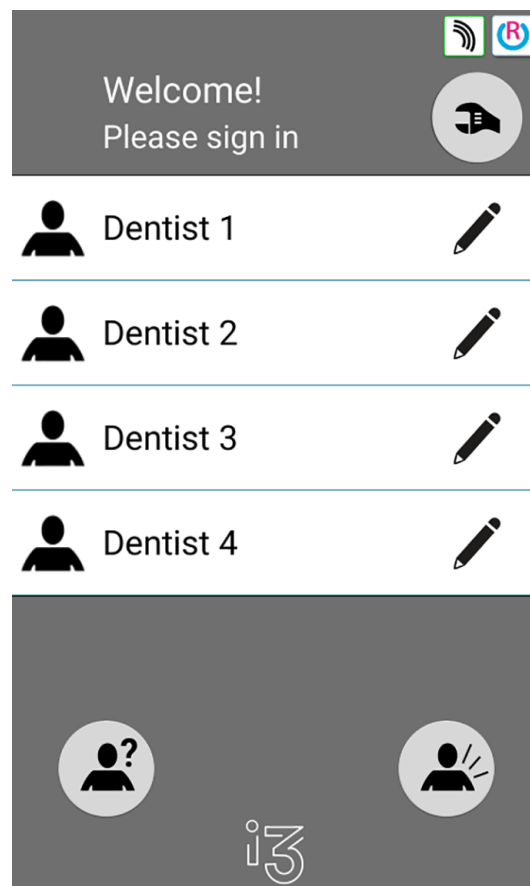 R
Welcome!
Please sign in
Dentist 1
Dentist 2
Dentist 3
Dentist 4
?
i3